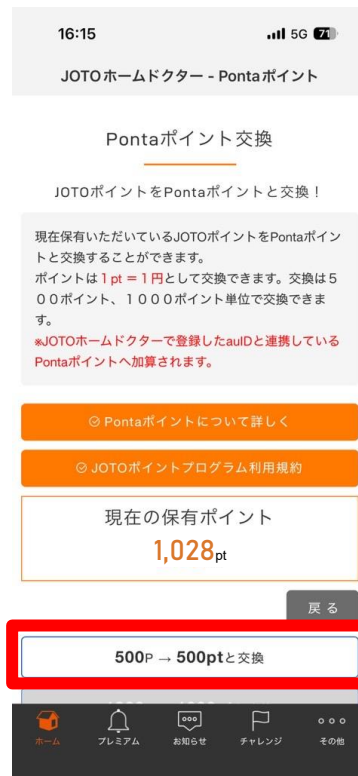 16:15 5G 71
JOTOホームドクター - Pontaポイント
Pontaポイント交換
JOTOポイントをPontaポイントと交換！
現在保有いただいているJOTOポイントをPontaポイン
トと交換することができます。
ポイントは１pt ＝１円として交換できます。交換は５
００ポイント、１０００ポイント単位で交換できま
す。
※JOTOホームドクターで登録したauIDと連携している
Pontaポイントへ加算されます。
Pontaポイントについて詳しく
JOTOポイントプログラム利用規約
現在の保有ポイント
1,028pt
戻る
500P → 500ptと交換
ホーム プレミアム お知らせ チャレンジ その他